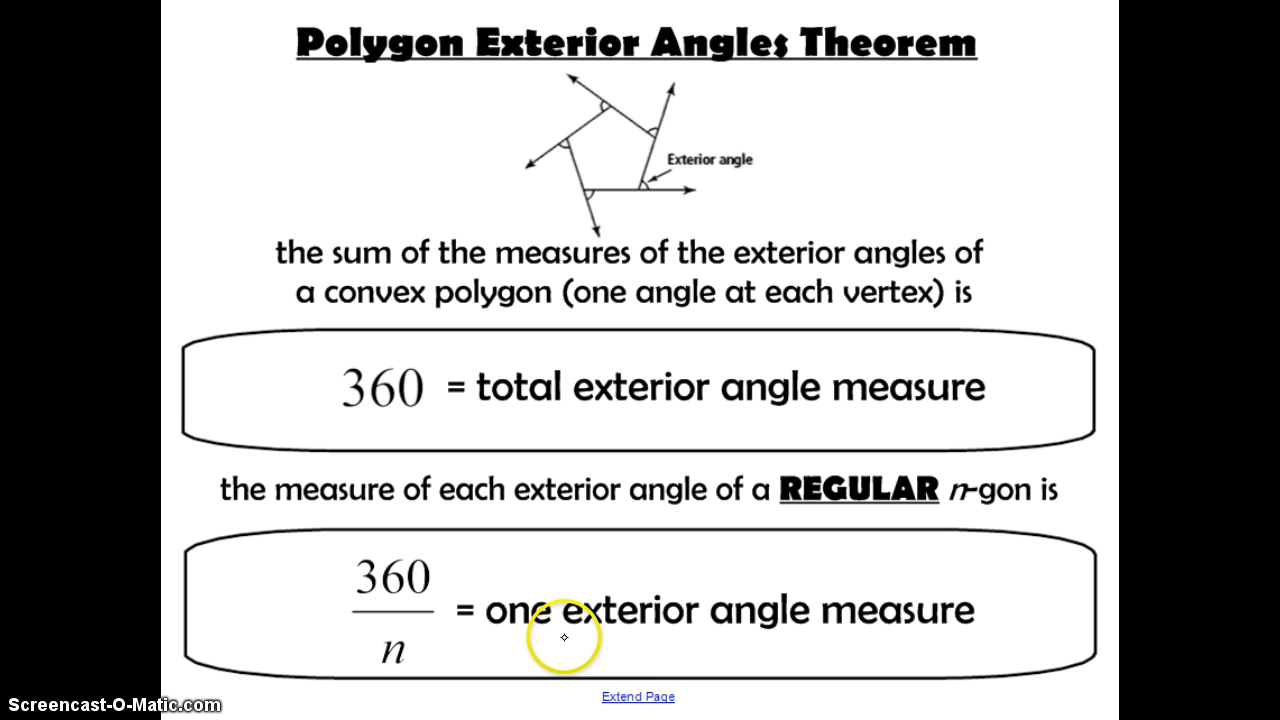 Polygon Exterior Angles Theorem
Exterior angle
the sum of the measures of the exterior angles of
a convex polygon (one angle at each vertex) is
360 = total exterior angle measure
the measure of each exterior angle of a REGULAR n-gon is
360
n
= one exterior angle measure
Extend Page
Screencast-O-Matic.com